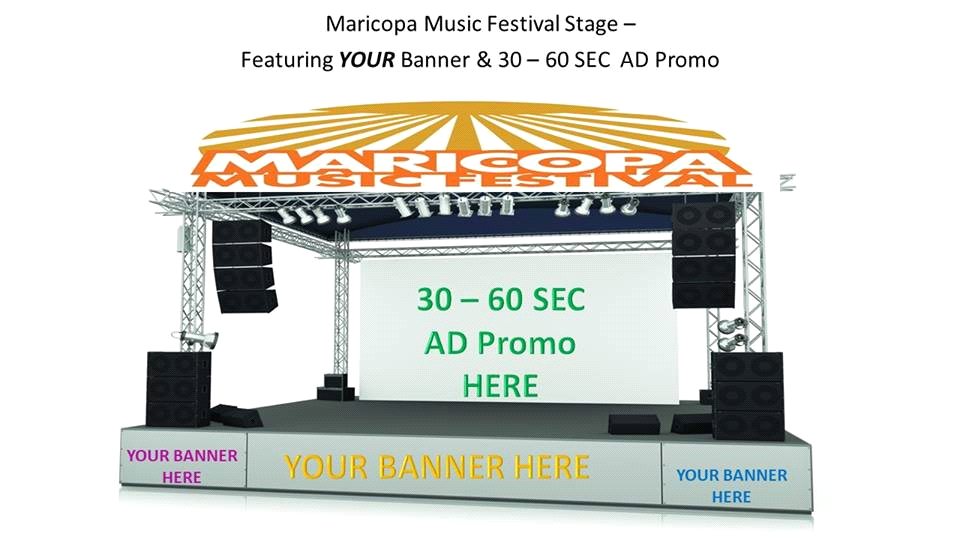 Maricopa Music Festival Stage –
Featuring YOUR Banner & 30 – 60 SEC AD Promo
MARICOPA
MUSIC FESTIVAL
30 – 60 SEC
AD Promo
HERE
YOUR BANNER
HERE
YOUR BANNER HERE
YOUR BANNER
HERE